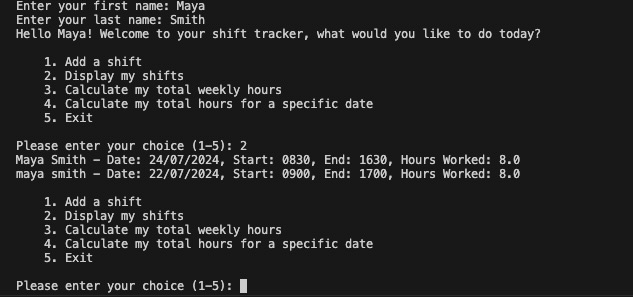 Enter your first name: Maya
Enter your last name: Smith
Hello Maya! Welcome to your shift tracker, what would you like to do today?
1. Add a shift
2. Display my shifts
3. Calculate my total weekly hours
4. Calculate my total hours for a specific date
5. Exit
Please enter your choice (1-5): 2
Maya Smith - Date: 24/07/2024, Start: 0830, End: 1630, Hours Worked: 8.0
maya smith - Date: 22/07/2024, Start: 0900, End: 1700, Hours Worked: 8.0
1. Add a shift
2. Display my shifts
3. Calculate my total weekly hours
4. Calculate my total hours for a specific date
5. Exit
Please enter your choice (1-5):